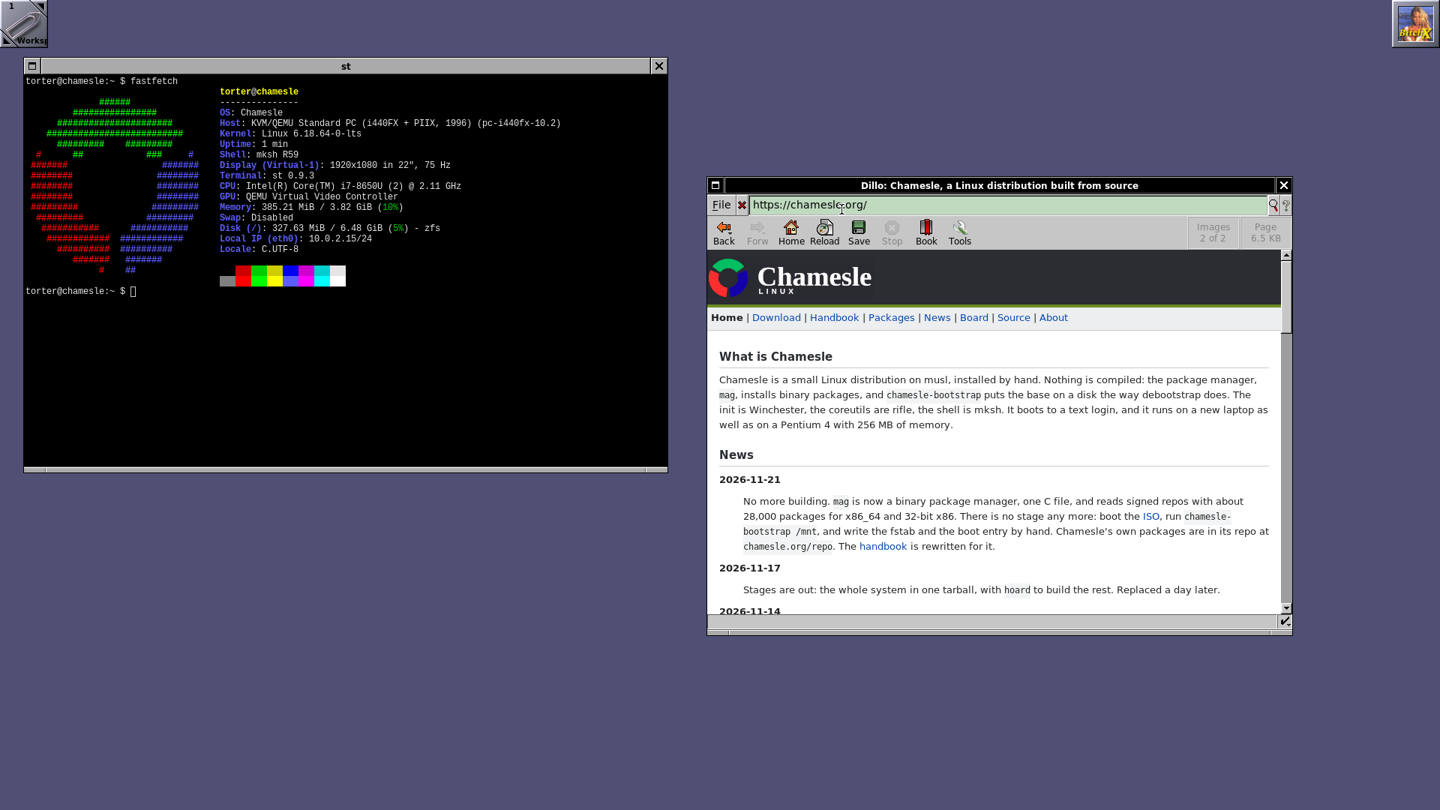 1
Works
BitchX
st
torter@chamesle:~ $ fastfetch
torter@chamesle
---------------
OS: Chamesle
Host: KVM/QEMU Standard PC (i440FX + PIIX, 1996) (pc-i440fx-10.2)
Kernel: Linux 6.18.64-0-lts
Uptime: 1 min
Shell: mksh R59
Display (Virtual-1): 1920x1080 in 22", 75 Hz
Terminal: st 0.9.3
CPU: Intel(R) Core(TM) i7-8650U (2) @ 2.11 GHz
GPU: QEMU Virtual Video Controller
Memory: 385.21 MiB / 3.82 GiB (10%)
Swap: Disabled
Disk (/): 327.63 MiB / 6.48 GiB (5%) - zfs
Local IP (eth0): 10.0.2.15/24
Locale: C.UTF-8
torter@chamesle:~ $
Dillo: Chamesle, a Linux distribution built from source
File https://chamesle.org/ ?
Back Forw Home Reload Save Stop Book Tools
Images
2 of 2
Page
6.5 KB
Chamesle
LINUX
Home | Download | Handbook | Packages | News | Board | Source | About
What is Chamesle
Chamesle is a small Linux distribution on musl, installed by hand. Nothing is compiled: the package manager,
mag, installs binary packages, and chamesle-bootstrap puts the base on a disk the way debootstrap does. The
init is Winchester, the coreutils are rifle, the shell is mksh. It boots to a text login, and it runs on a new laptop as
well as on a Pentium 4 with 256 MB of memory.
News
2026-11-21
No more building. mag is now a binary package manager, one C file, and reads signed repos with about
28,000 packages for x86_64 and 32-bit x86. There is no stage any more: boot the ISO, run chamesle-
bootstrap /mnt, and write the fstab and the boot entry by hand. Chamesle's own packages are in its repo at
chamesle.org/repo. The handbook is rewritten for it.
2026-11-17
Stages are out: the whole system in one tarball, with hoard to build the rest. Replaced a day later.
2026-11-14